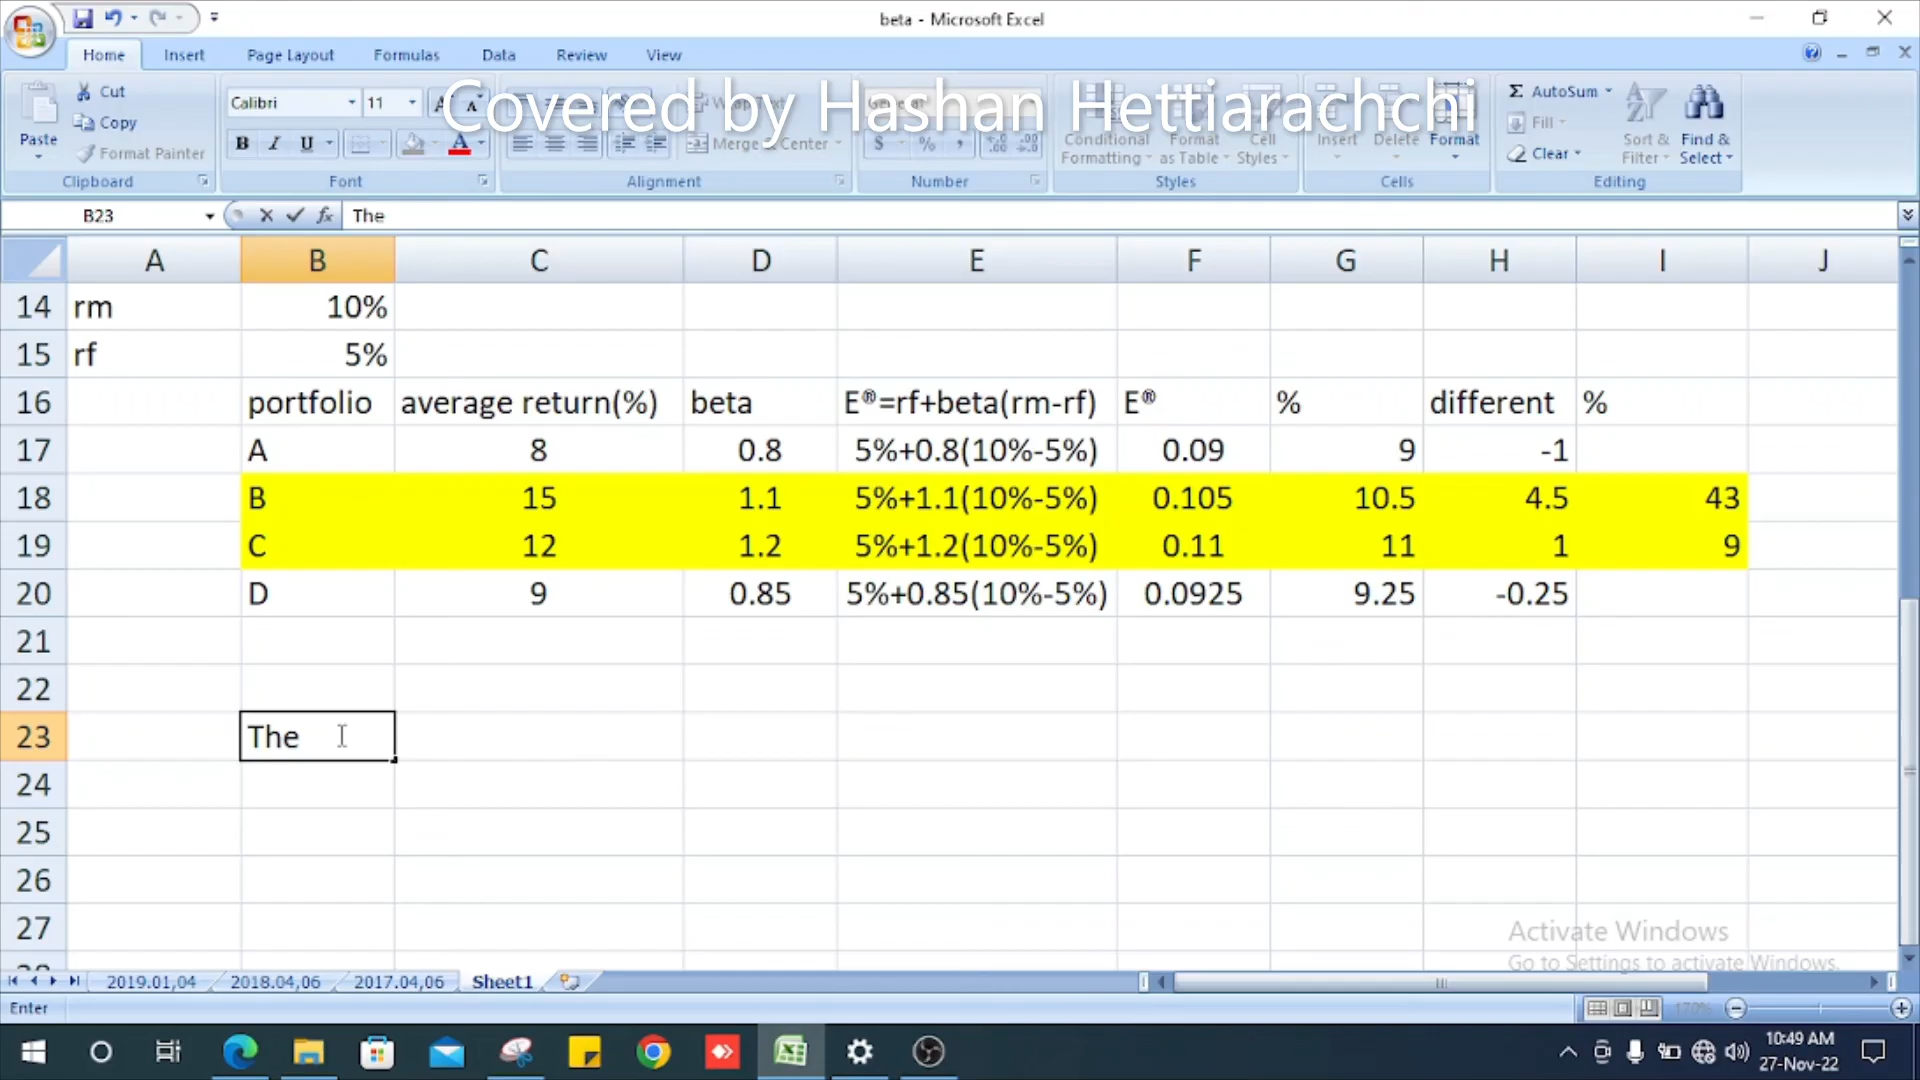 beta - Microsoft Excel
Home Insert Page Layout Formulas Data Review View
Covered by Hashan Hettiarachchi
Cut
Copy
Format Painter
Paste
Clipboard
Calibri 11
B I U
Font
Merge & Center
Alignment
$ % ,
Number
Conditional Formatting
Format as Table
Cell Styles
Styles
Insert Delete Format
Cells
Σ AutoSum
Fill
Clear
Sort & Filter
Find & Select
Editing
B23 fx The
A B C D E F G H I J
14 rm 10%
15 rf 5%
16 portfolio average return(%) beta E®=rf+beta(rm-rf) E® % different %
17 A 8 0.8 5%+0.8(10%-5%) 0.09 9 -1
18 B 15 1.1 5%+1.1(10%-5%) 0.105 10.5 4.5 43
19 C 12 1.2 5%+1.2(10%-5%) 0.11 11 1 9
20 D 9 0.85 5%+0.85(10%-5%) 0.0925 9.25 -0.25
21
22
23 The
24
25
26
27
Activate Windows
Go to Settings to activate Windows.
2019.01,04 2018.04,06 2017.04,06 Sheet1
Enter 170%
10:49 AM
27-Nov-22